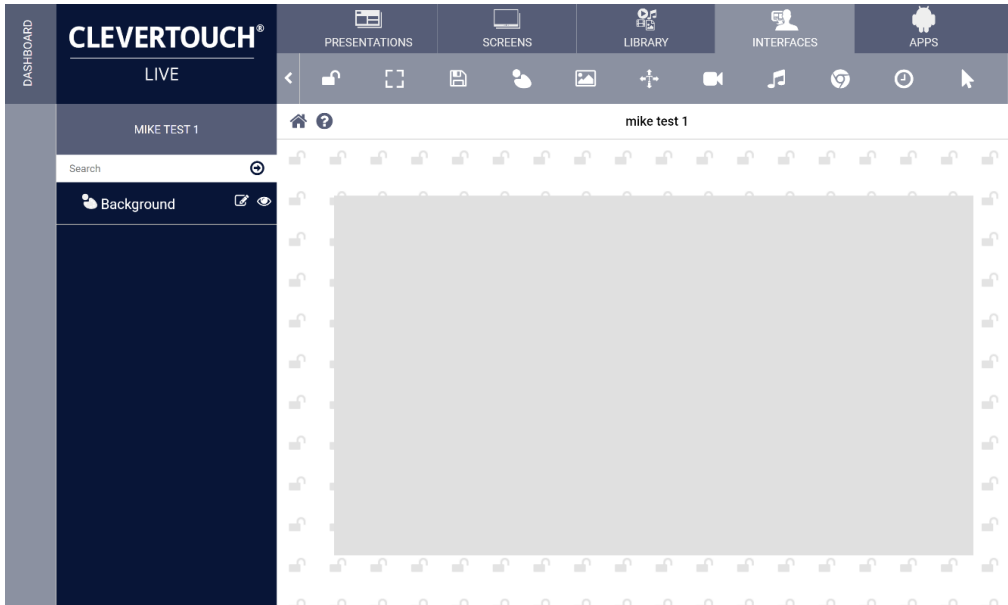 DASHBOARD
CLEVERTOUCH®
LIVE
PRESENTATIONS
SCREENS
LIBRARY
INTERFACES
APPS
MIKE TEST 1
mike test 1
Search
Background